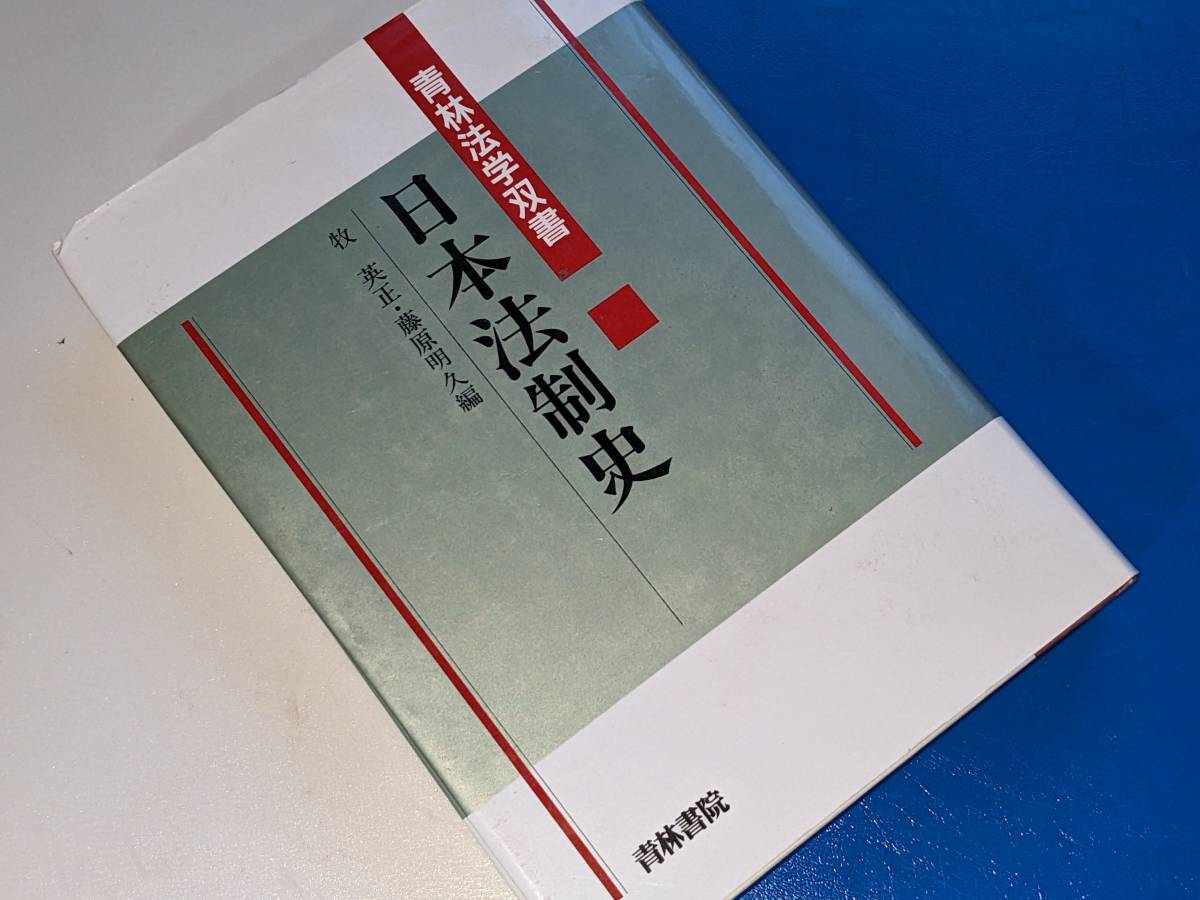 青林法学双書
日本法制史
牧 英正・藤原明久編
青林書院